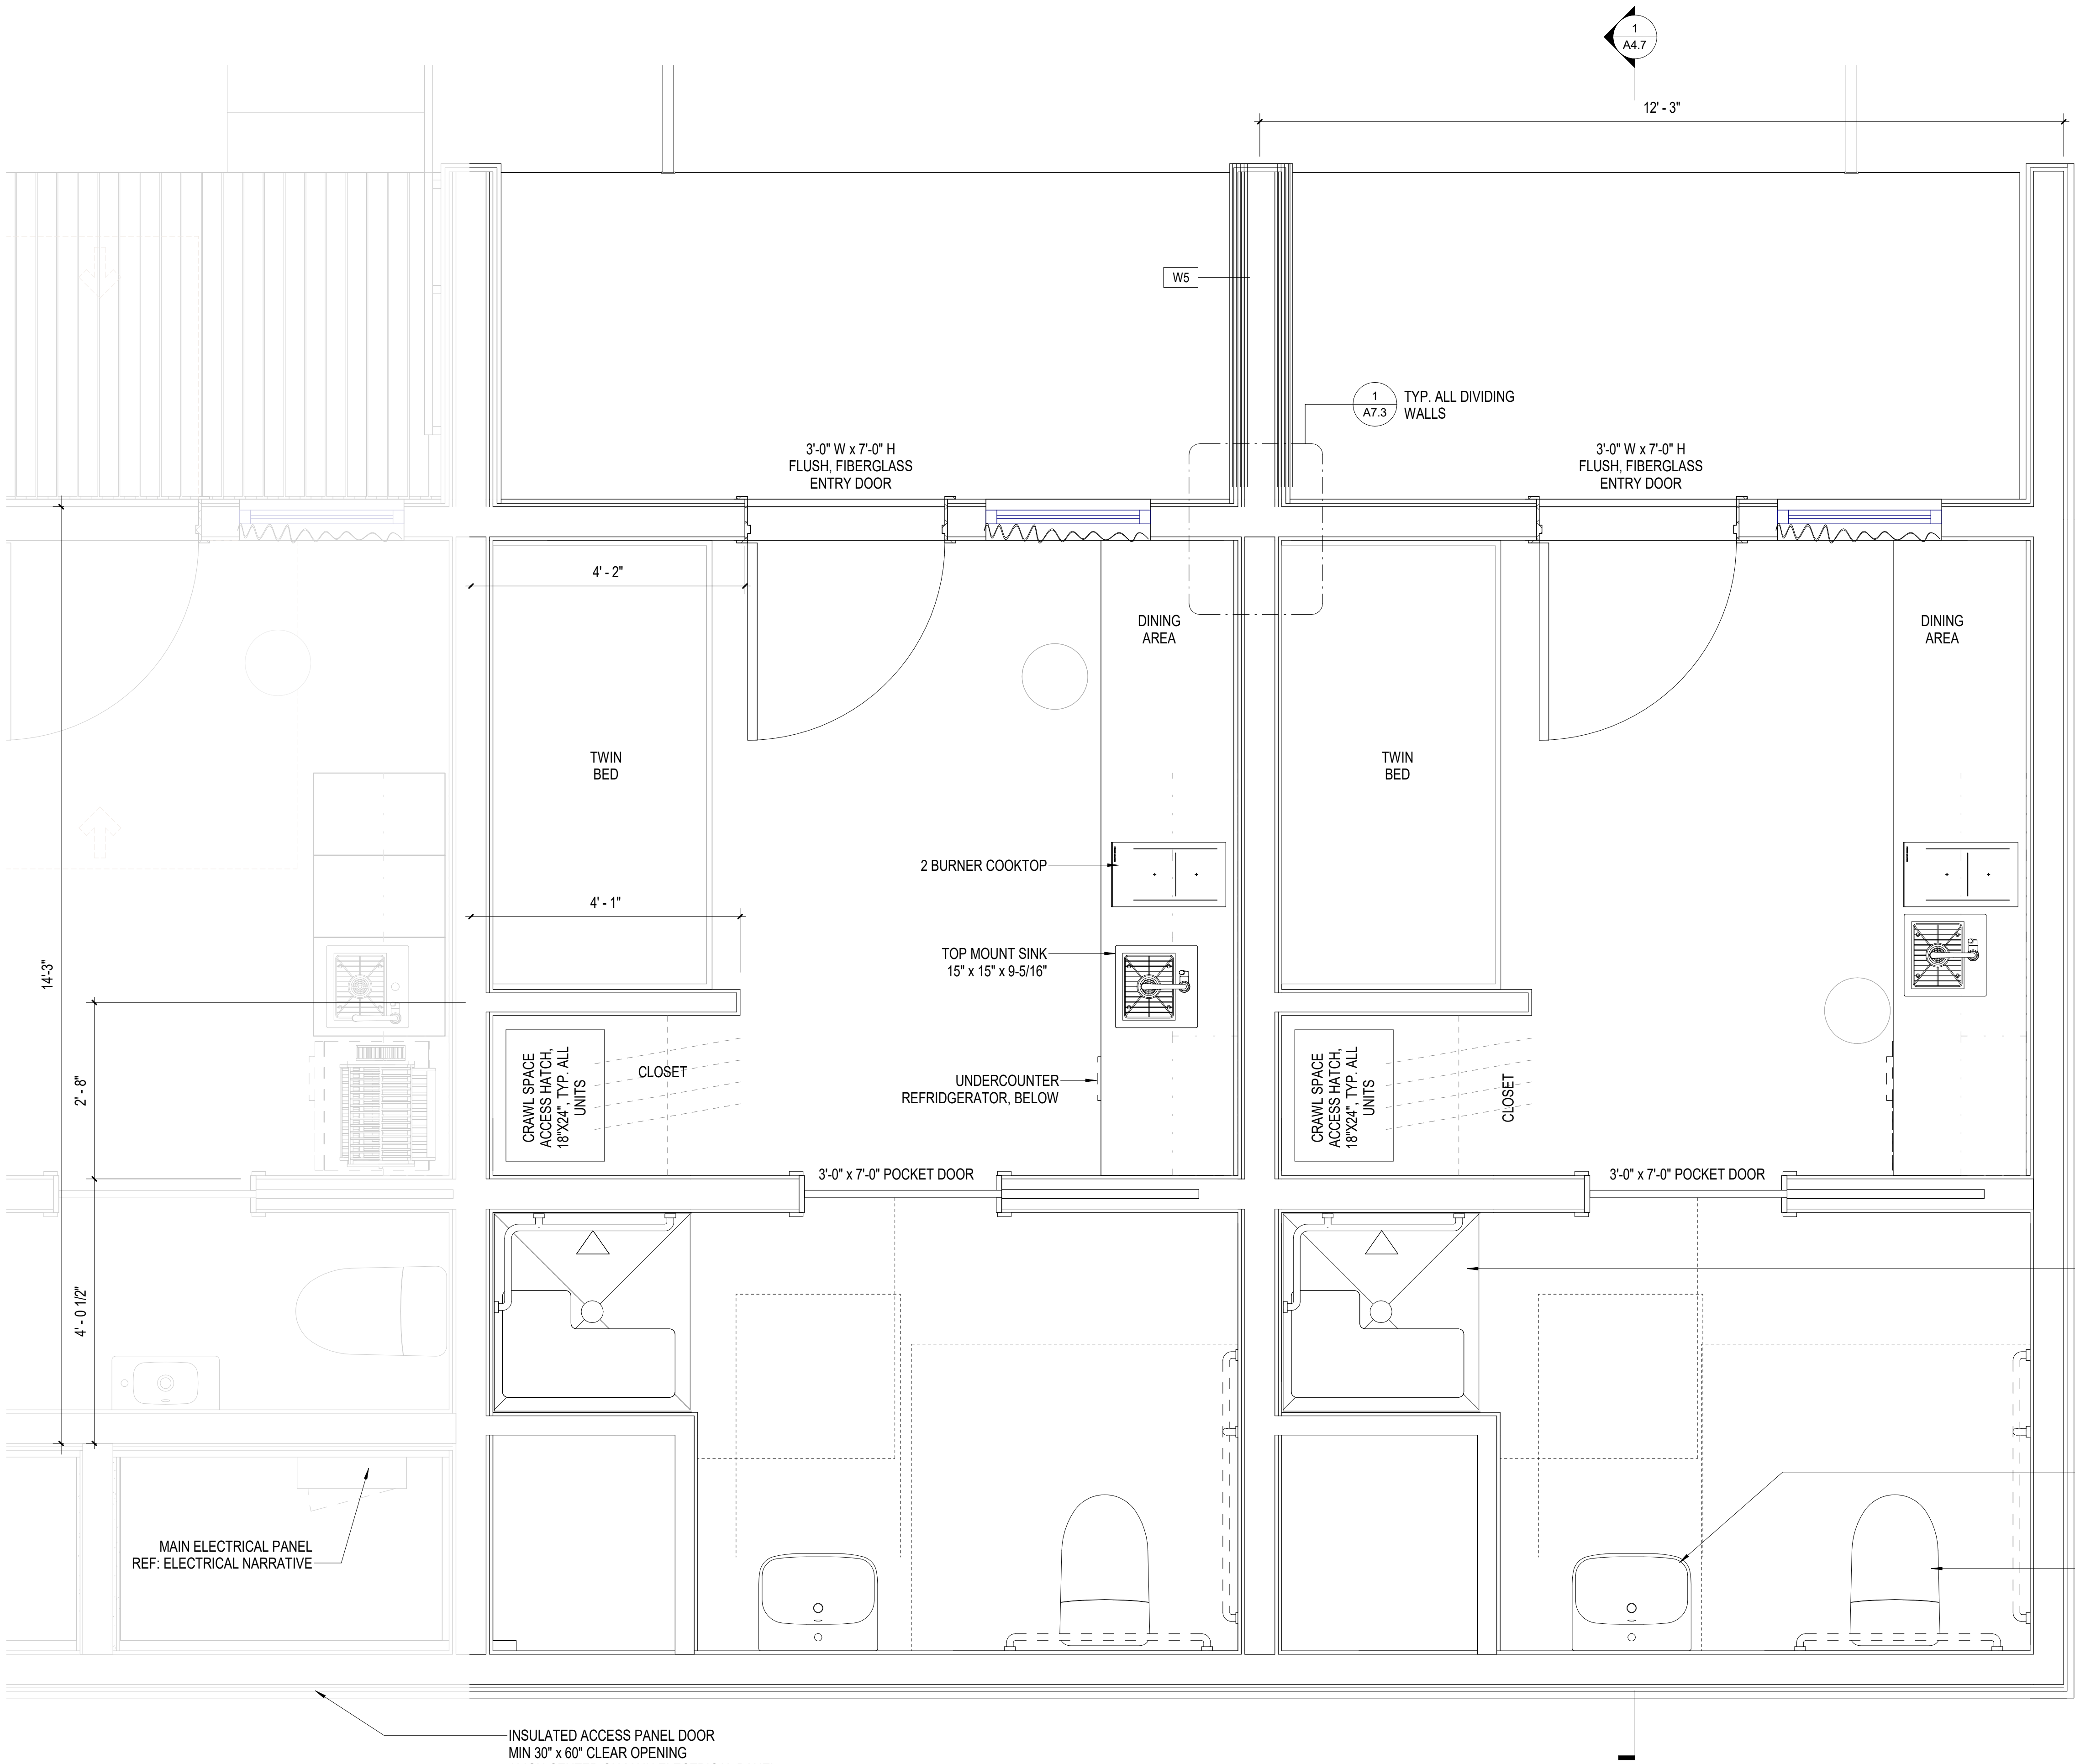 1
A4.7
12' - 3"
W5
1
A7.3
TYP. ALL DIVIDING
WALLS
3'-0" W x 7'-0" H
FLUSH, FIBERGLASS
ENTRY DOOR
3'-0" W x 7'-0" H
FLUSH, FIBERGLASS
ENTRY DOOR
4' - 2"
DINING
AREA
DINING
AREA
TWIN
BED
TWIN
BED
2 BURNER COOKTOP
4' - 1"
TOP MOUNT SINK
15" x 15" x 9-5/16"
14'-3"
2' - 8"
CRAWL SPACE
ACCESS HATCH,
18"X24", TYP. ALL
UNITS
CLOSET
UNDERCOUNTER
REFRIDGERATOR, BELOW
CRAWL SPACE
ACCESS HATCH,
18"X24", TYP. ALL
UNITS
CLOSET
3'-0" x 7'-0" POCKET DOOR
3'-0" x 7'-0" POCKET DOOR
4' - 0 1/2"
MAIN ELECTRICAL PANEL
REF: ELECTRICAL NARRATIVE
INSULATED ACCESS PANEL DOOR
MIN 30" x 60" CLEAR OPENING